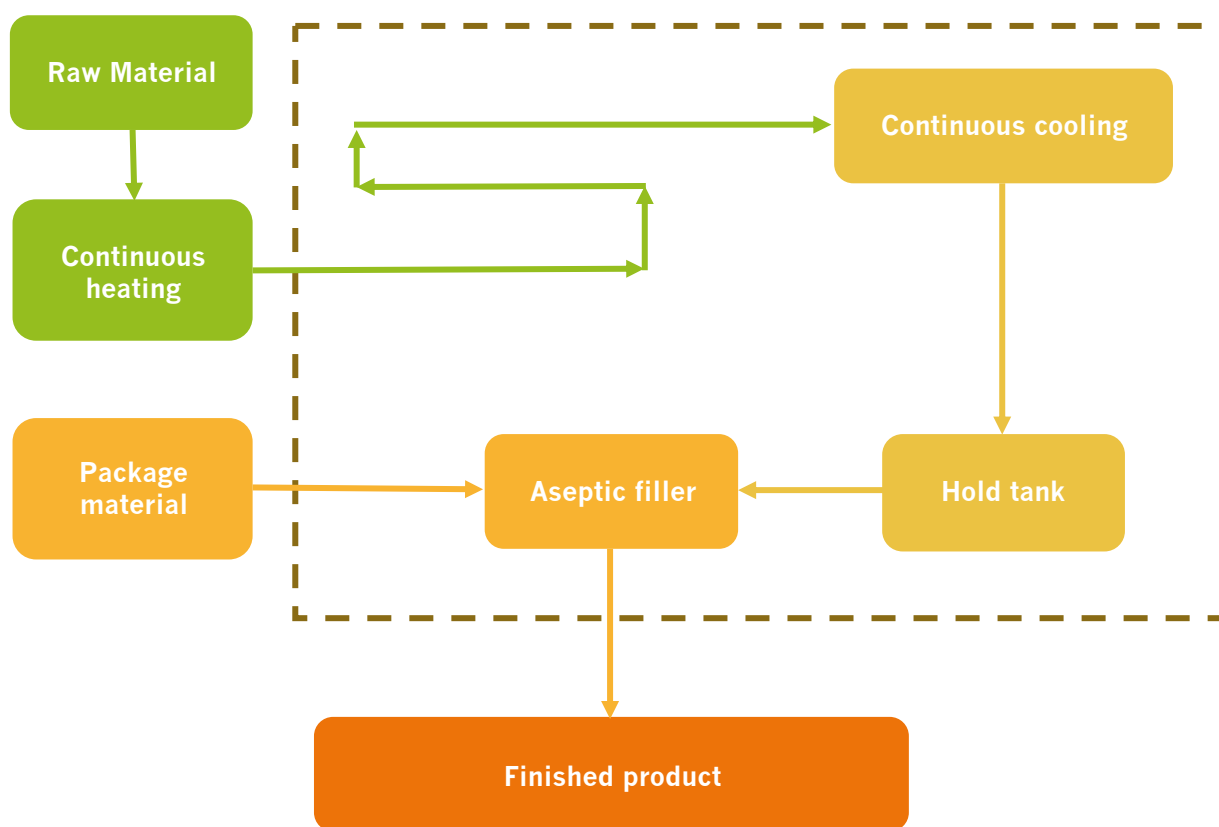 Raw Material
Continuous cooling
Continuous
heating
Package
material
Aseptic filler
Hold tank
Finished product